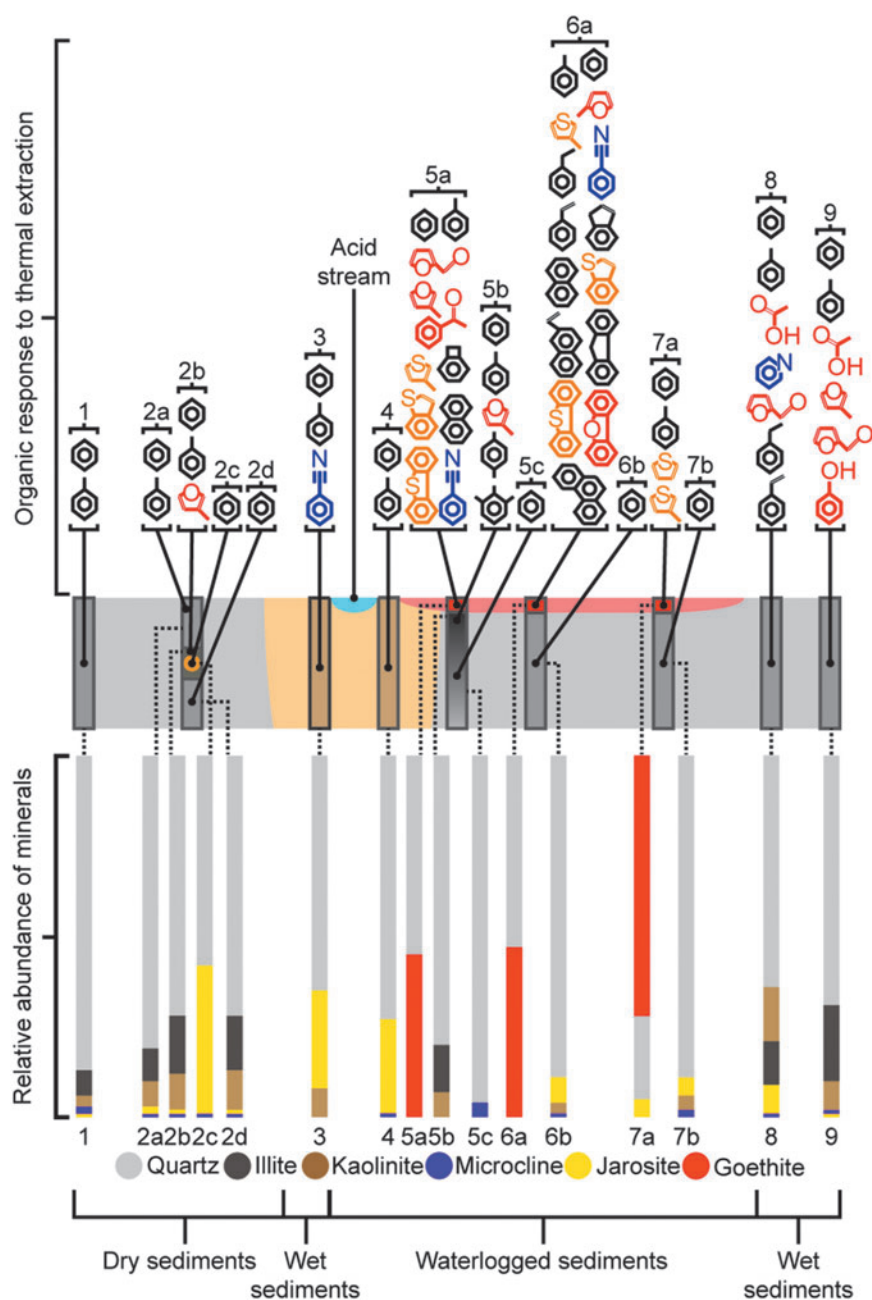 6a
5a
8
9
Acid
stream
5b
S
O
N
7a
3
2b
1
2a
2c
2d
4
5c
6b
7b
O
O
O
O
S
S
S
N
O
S
S
O
S
S
O
OH
N
O
O
O
OH
O
O
O
OH
O
N
Organic response to thermal extraction
Relative abundance of minerals
1
2a
2b
2c
2d
3
4
5a
5b
5c
6a
6b
7a
7b
8
9
Quartz
Illite
Kaolinite
Microcline
Jarosite
Goethite
Dry sediments
Wet
sediments
Waterlogged sediments
Wet
sediments